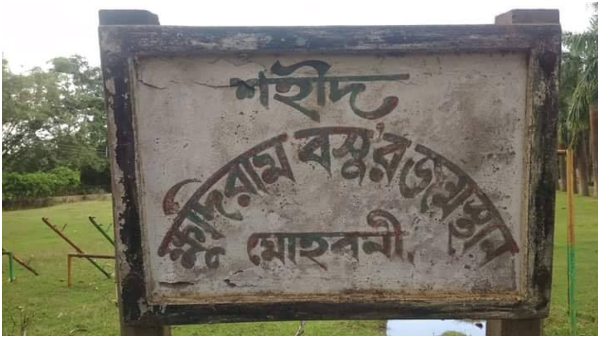 শহীদ
ক্ষুদিরাম বসু'র জন্মস্থান
মোহবনী.